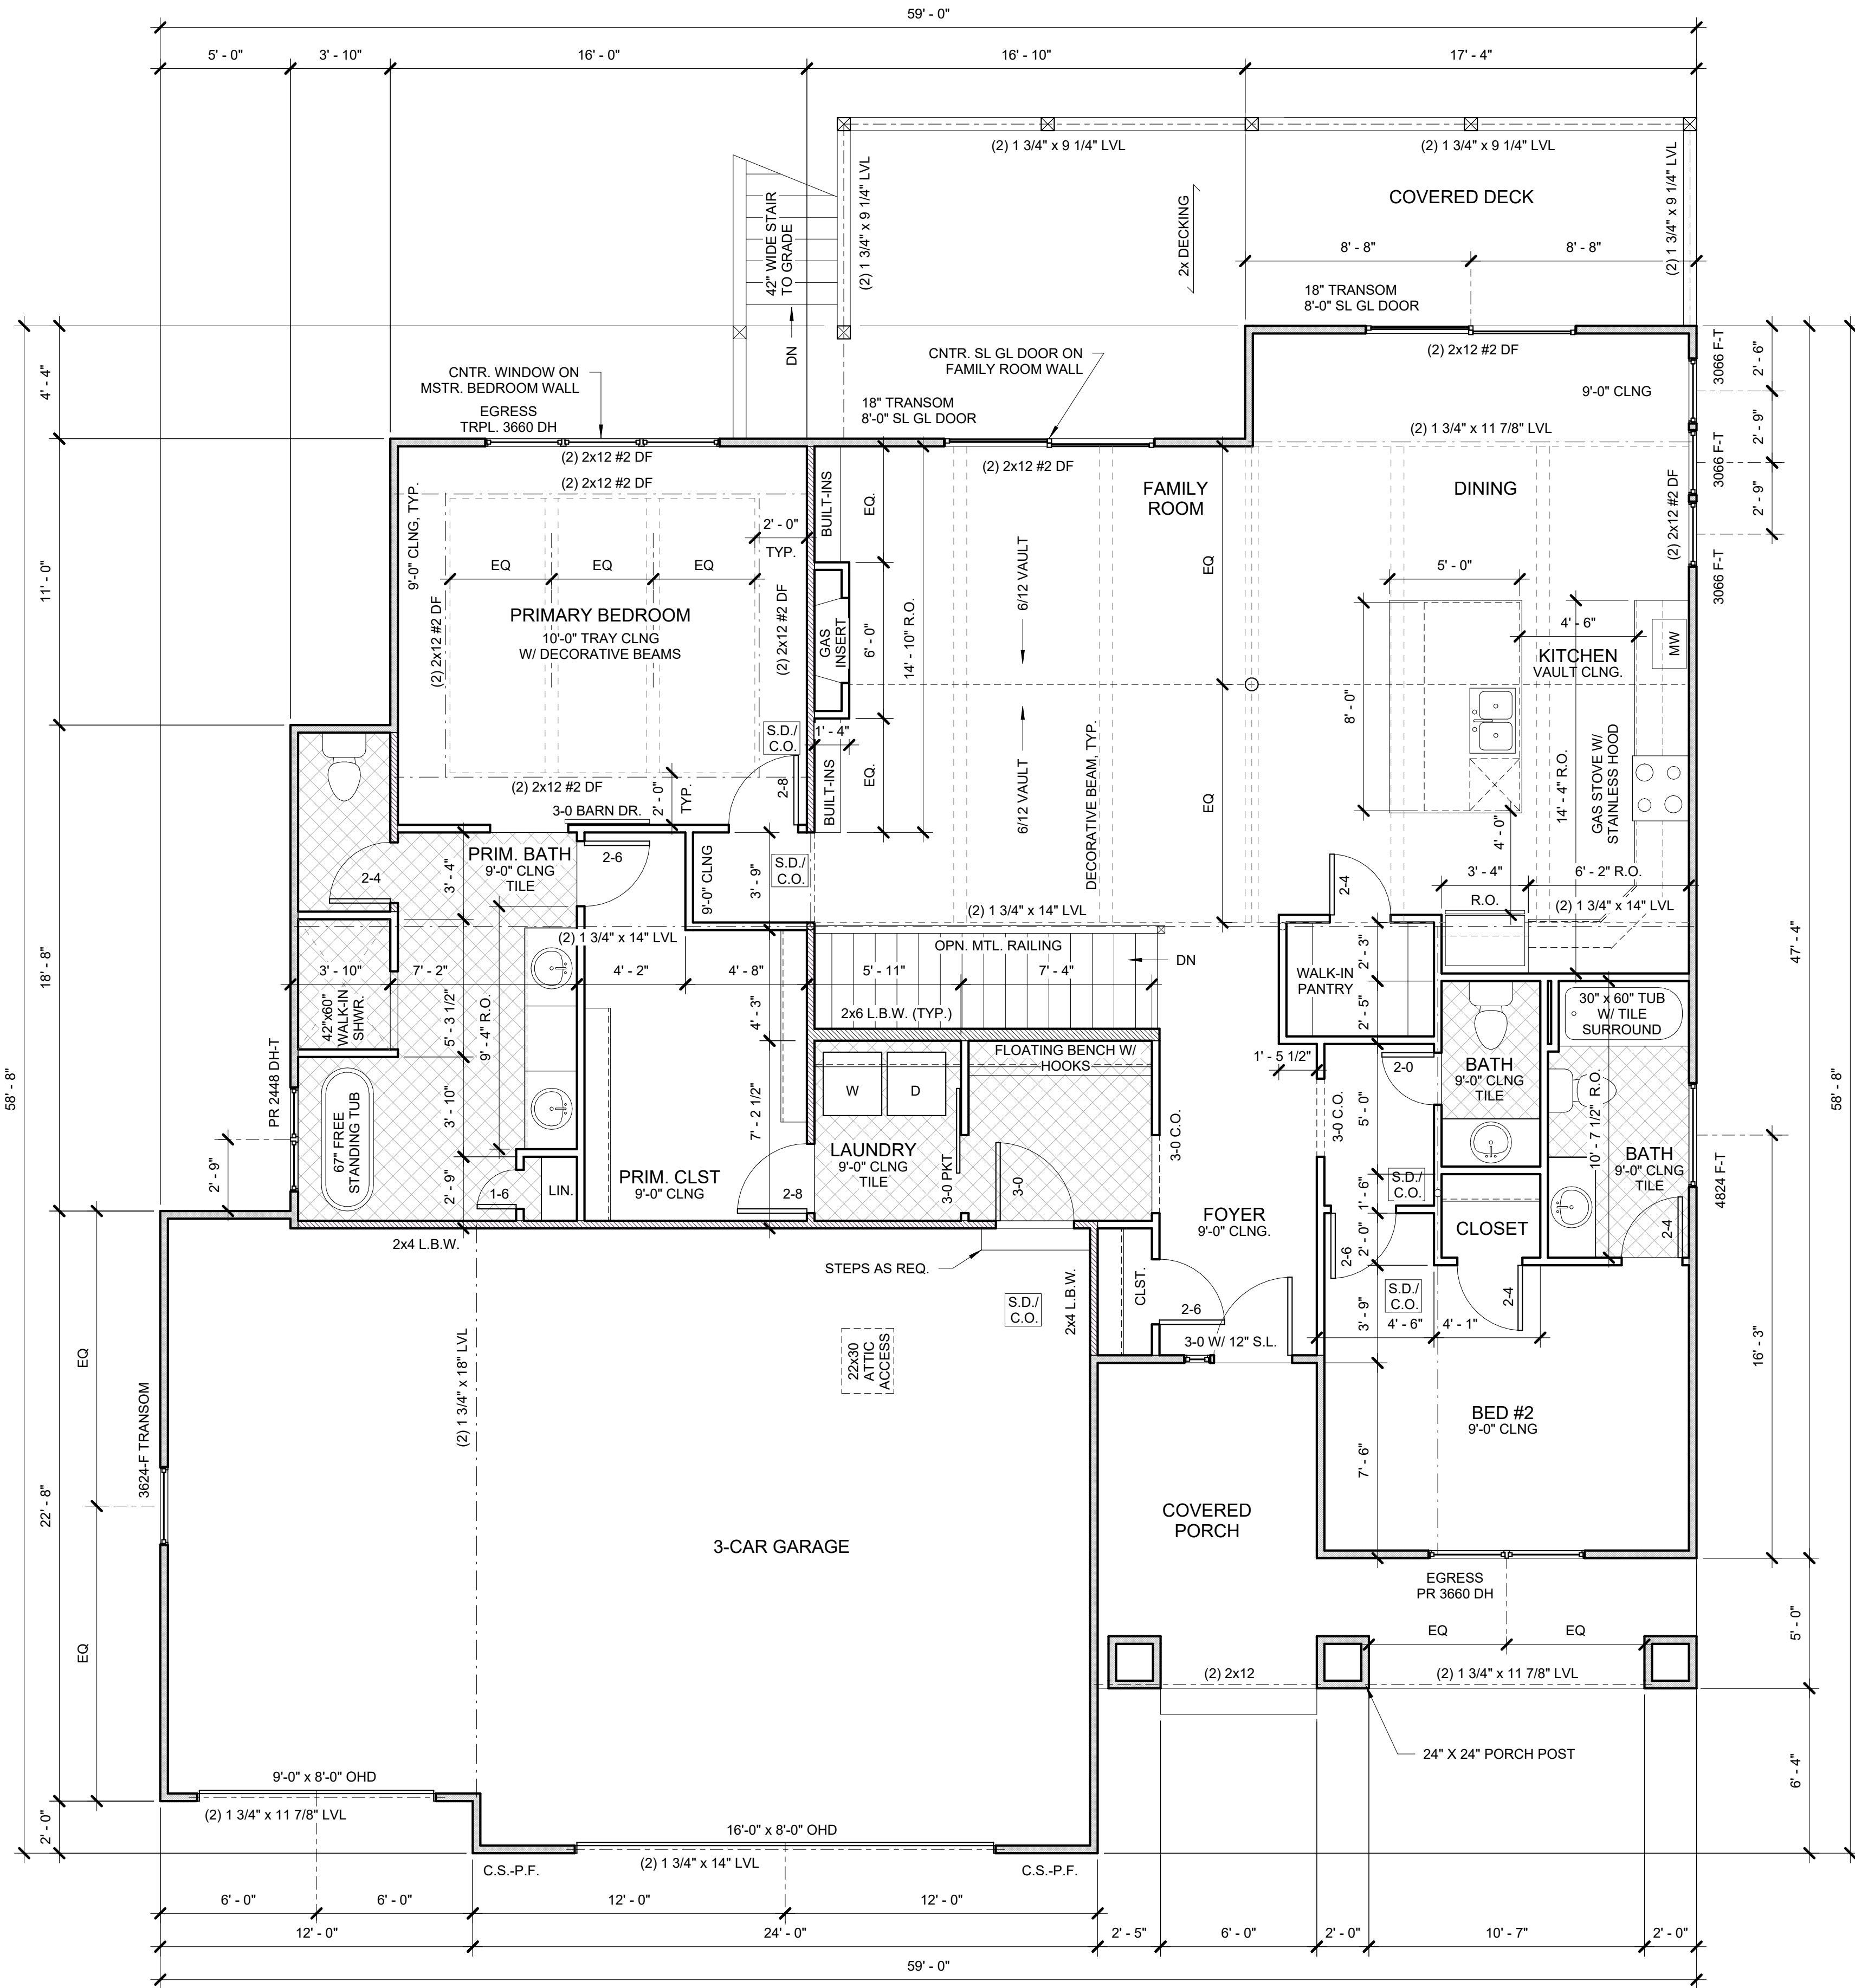 59' - 0"
5' - 0"
3' - 10"
16' - 0"
16' - 10"
17' - 4"
(2) 1 3/4" x 9 1/4" LVL
(2) 1 3/4" x 9 1/4" LVL
(2) 1 3/4" x 9 1/4" LVL
(2) 1 3/4" x 9 1/4" LVL
42" WIDE STAIR
TO GRADE
DN
2x DECKING
COVERED DECK
8' - 8"
8' - 8"
18" TRANSOM
8'-0" SL GL DOOR
(2) 2x12 #2 DF
3066 F-T
2' - 6"
3066 F-T
2' - 9"
3066 F-T
2' - 9"
(2) 2x12 #2 DF
9'-0" CLNG
(2) 1 3/4" x 11 7/8" LVL
CNTR. SL GL DOOR ON
FAMILY ROOM WALL
18" TRANSOM
8'-0" SL GL DOOR
(2) 2x12 #2 DF
CNTR. WINDOW ON
MSTR. BEDROOM WALL
EGRESS
TRPL. 3660 DH
(2) 2x12 #2 DF
(2) 2x12 #2 DF
4' - 4"
11' - 0"
18' - 8"
58' - 8"
22' - 8"
2' - 0"
9'-0" CLNG, TYP.
2' - 0"
TYP.
EQ
EQ
EQ
(2) 2x12 #2 DF
(2) 2x12 #2 DF
PRIMARY BEDROOM
10'-0" TRAY CLNG
W/ DECORATIVE BEAMS
(2) 2x12 #2 DF
2' - 0"
TYP.
S.D./
C.O.
2-8
3-0 BARN DR.
BUILT-INS
EQ.
GAS
INSERT
6' - 0"
14' - 10" R.O.
1' - 4"
BUILT-INS
EQ.
FAMILY
ROOM
6/12 VAULT
6/12 VAULT
EQ
EQ
DECORATIVE BEAM, TYP.
(2) 1 3/4" x 14" LVL
DINING
5' - 0"
8' - 0"
4' - 6"
KITCHEN
VAULT CLNG.
MW
GAS STOVE W/
STAINLESS HOOD
14' - 4" R.O.
4' - 0"
3' - 4"
R.O.
6' - 2" R.O.
(2) 1 3/4" x 14" LVL
2-4
PRIM. BATH
9'-0" CLNG
TILE
2-4
3' - 4"
2-6
9'-0" CLNG
3' - 9"
S.D./
C.O.
(2) 1 3/4" x 14" LVL
3' - 10"
7' - 2"
4' - 2"
4' - 8"
5' - 11"
7' - 4"
OPN. MTL. RAILING
DN
2x6 L.B.W. (TYP.)
42"x60"
WALK-IN
SHWR.
5' - 3 1/2"
9' - 4" R.O.
4' - 3"
7' - 2 1/2"
3' - 10"
2' - 9"
PR 2448 DH-T
2' - 9"
67" FREE
STANDING TUB
1-6
LIN.
PRIM. CLST
9'-0" CLNG
2-8
W
D
LAUNDRY
9'-0" CLNG
TILE
3-0 PKT
FLOATING BENCH W/
HOOKS
3-0
3-0 C.O.
WALK-IN
PANTRY
2' - 3"
2' - 5"
1' - 5 1/2"
2-0
BATH
9'-0" CLNG
TILE
3-0 C.O.
5' - 0"
30" x 60" TUB
W/ TILE
SURROUND
10' - 7 1/2" R.O.
BATH
9'-0" CLNG
TILE
2-4
4824 F-T
47' - 4"
58' - 8"
16' - 3"
5' - 0"
6' - 4"
S.D./
C.O.
1' - 6"
2' - 0"
CLOSET
FOYER
9'-0" CLNG.
2-6
S.D./
C.O.
3' - 9"
4' - 6"
4' - 1"
2-4
CLST.
2-6
3-0 W/ 12" S.L.
2x4 L.B.W.
2x4 L.B.W.
STEPS AS REQ.
S.D./
C.O.
22x30
ATTIC
ACCESS
(2) 1 3/4" x 18" LVL
EQ
3624-F TRANSOM
EQ
3-CAR GARAGE
BED #2
9'-0" CLNG
7' - 6"
COVERED
PORCH
EGRESS
PR 3660 DH
EQ
EQ
(2) 2x12
(2) 1 3/4" x 11 7/8" LVL
24" X 24" PORCH POST
9'-0" x 8'-0" OHD
(2) 1 3/4" x 11 7/8" LVL
16'-0" x 8'-0" OHD
(2) 1 3/4" x 14" LVL
C.S.-P.F.
C.S.-P.F.
6' - 0"
6' - 0"
12' - 0"
12' - 0"
12' - 0"
24' - 0"
2' - 5"
6' - 0"
2' - 0"
10' - 7"
2' - 0"
59' - 0"